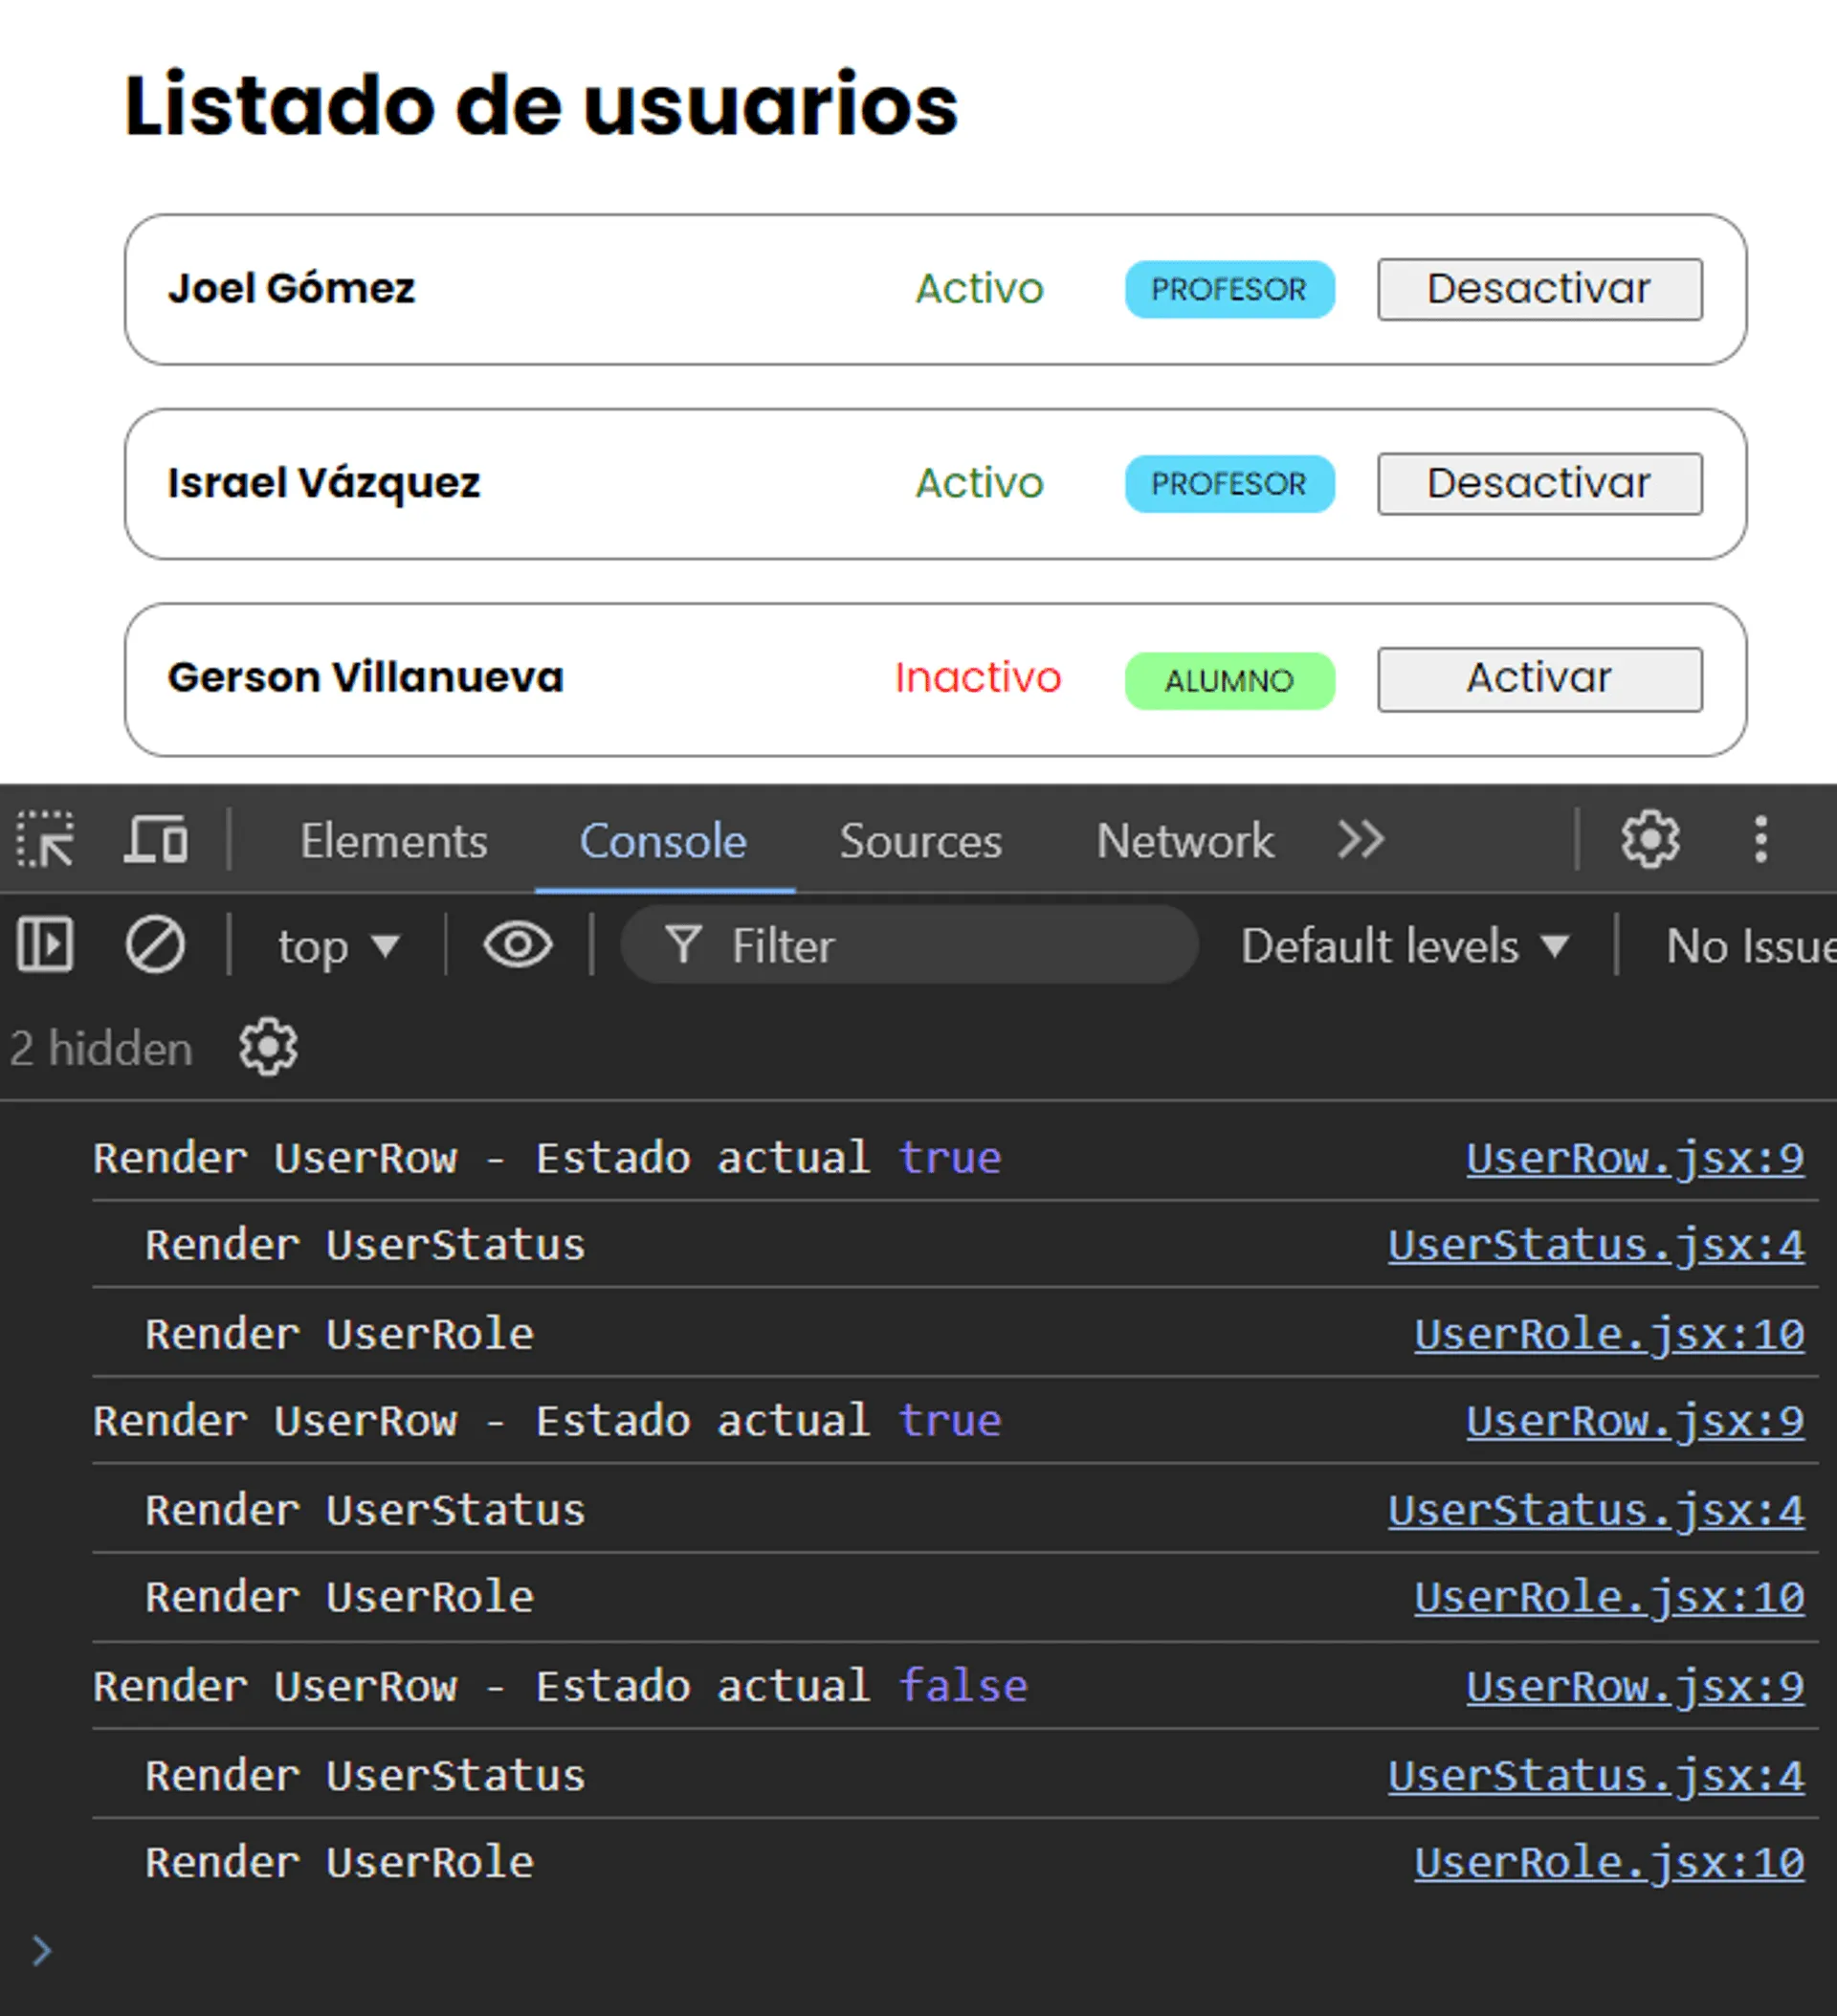 Listado de usuarios
Joel Gómez Activo PROFESOR Desactivar
Israel Vázquez Activo PROFESOR Desactivar
Gerson Villanueva Inactivo ALUMNO Activar
Elements Console Sources Network
top Filter Default levels No Issue
2 hidden
Render UserRow - Estado actual true UserRow.jsx:9
Render UserStatus UserStatus.jsx:4
Render UserRole UserRole.jsx:10
Render UserRow - Estado actual true UserRow.jsx:9
Render UserStatus UserStatus.jsx:4
Render UserRole UserRole.jsx:10
Render UserRow - Estado actual false UserRow.jsx:9
Render UserStatus UserStatus.jsx:4
Render UserRole UserRole.jsx:10